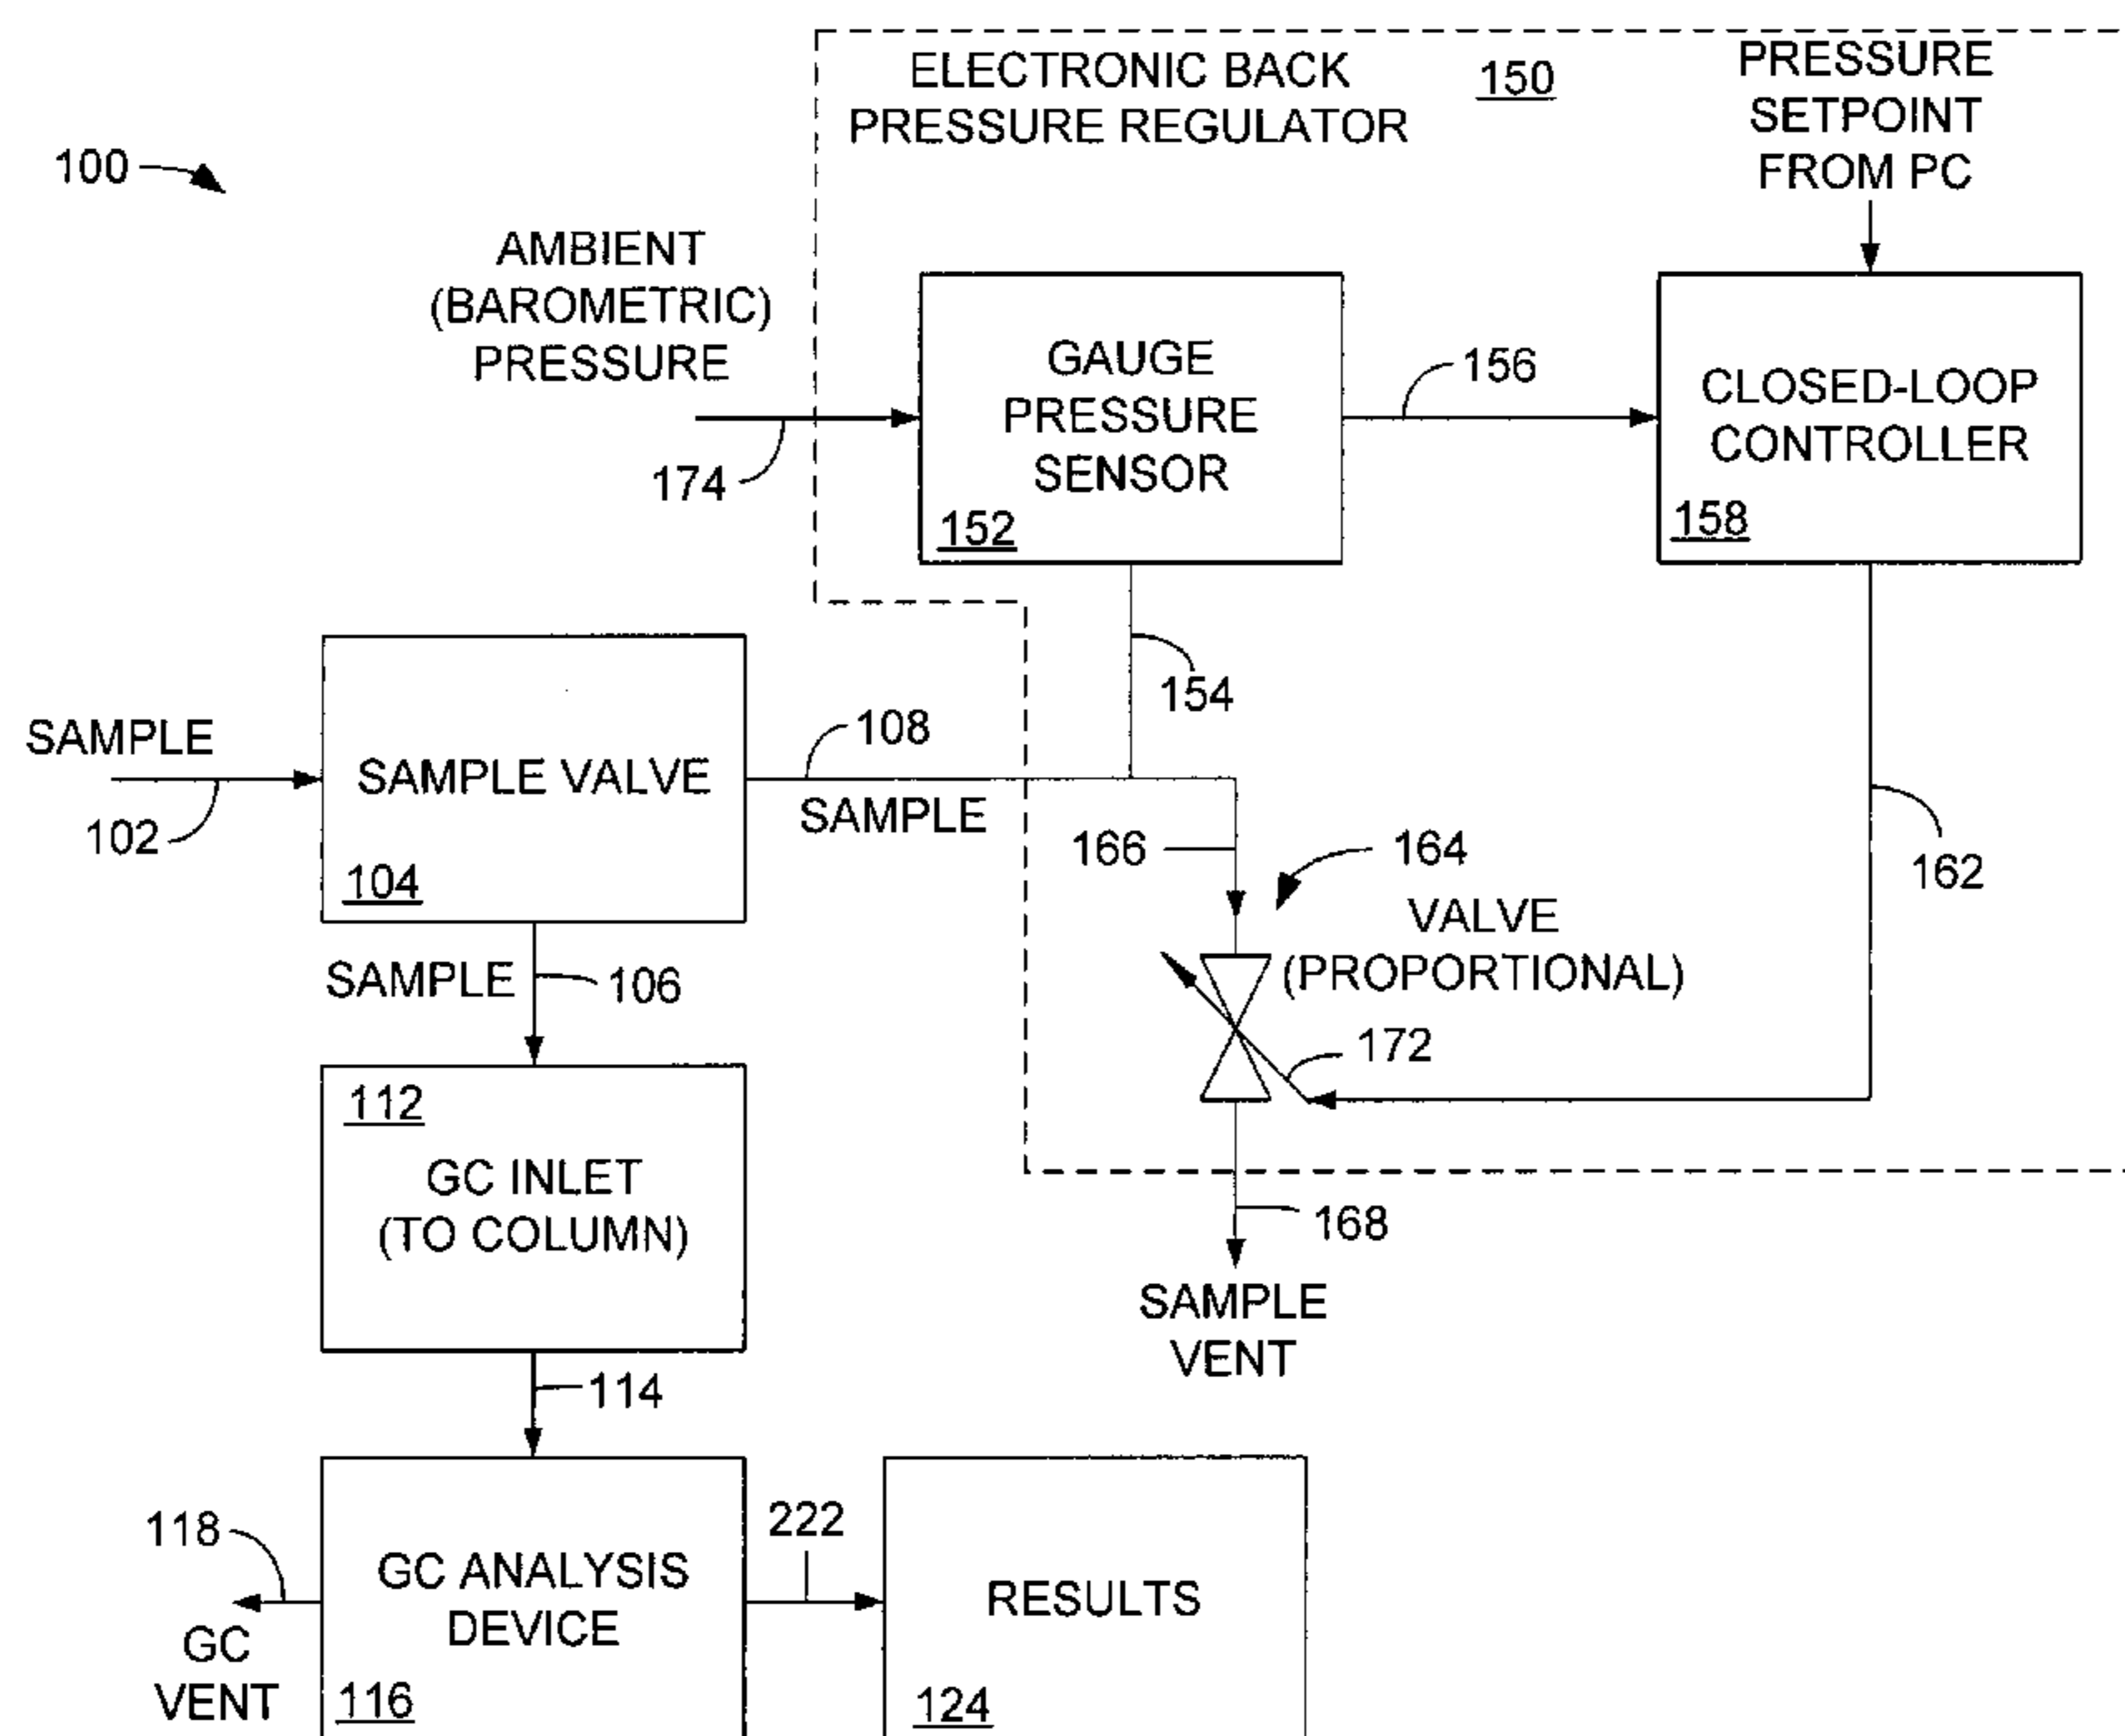 ELECTRONIC BACK
PRESSURE REGULATOR
150
PRESSURE
SETPOINT
FROM PC
100
AMBIENT
(BAROMETRIC)
PRESSURE
174
GAUGE
PRESSURE
SENSOR
152
156
CLOSED-LOOP
CONTROLLER
158
154
162
SAMPLE
102
SAMPLE VALVE
104
108
SAMPLE
166
164
VALVE
(PROPORTIONAL)
172
168
SAMPLE
VENT
SAMPLE
106
112
GC INLET
(TO COLUMN)
114
118
GC
VENT
GC ANALYSIS
DEVICE
116
222
RESULTS
124